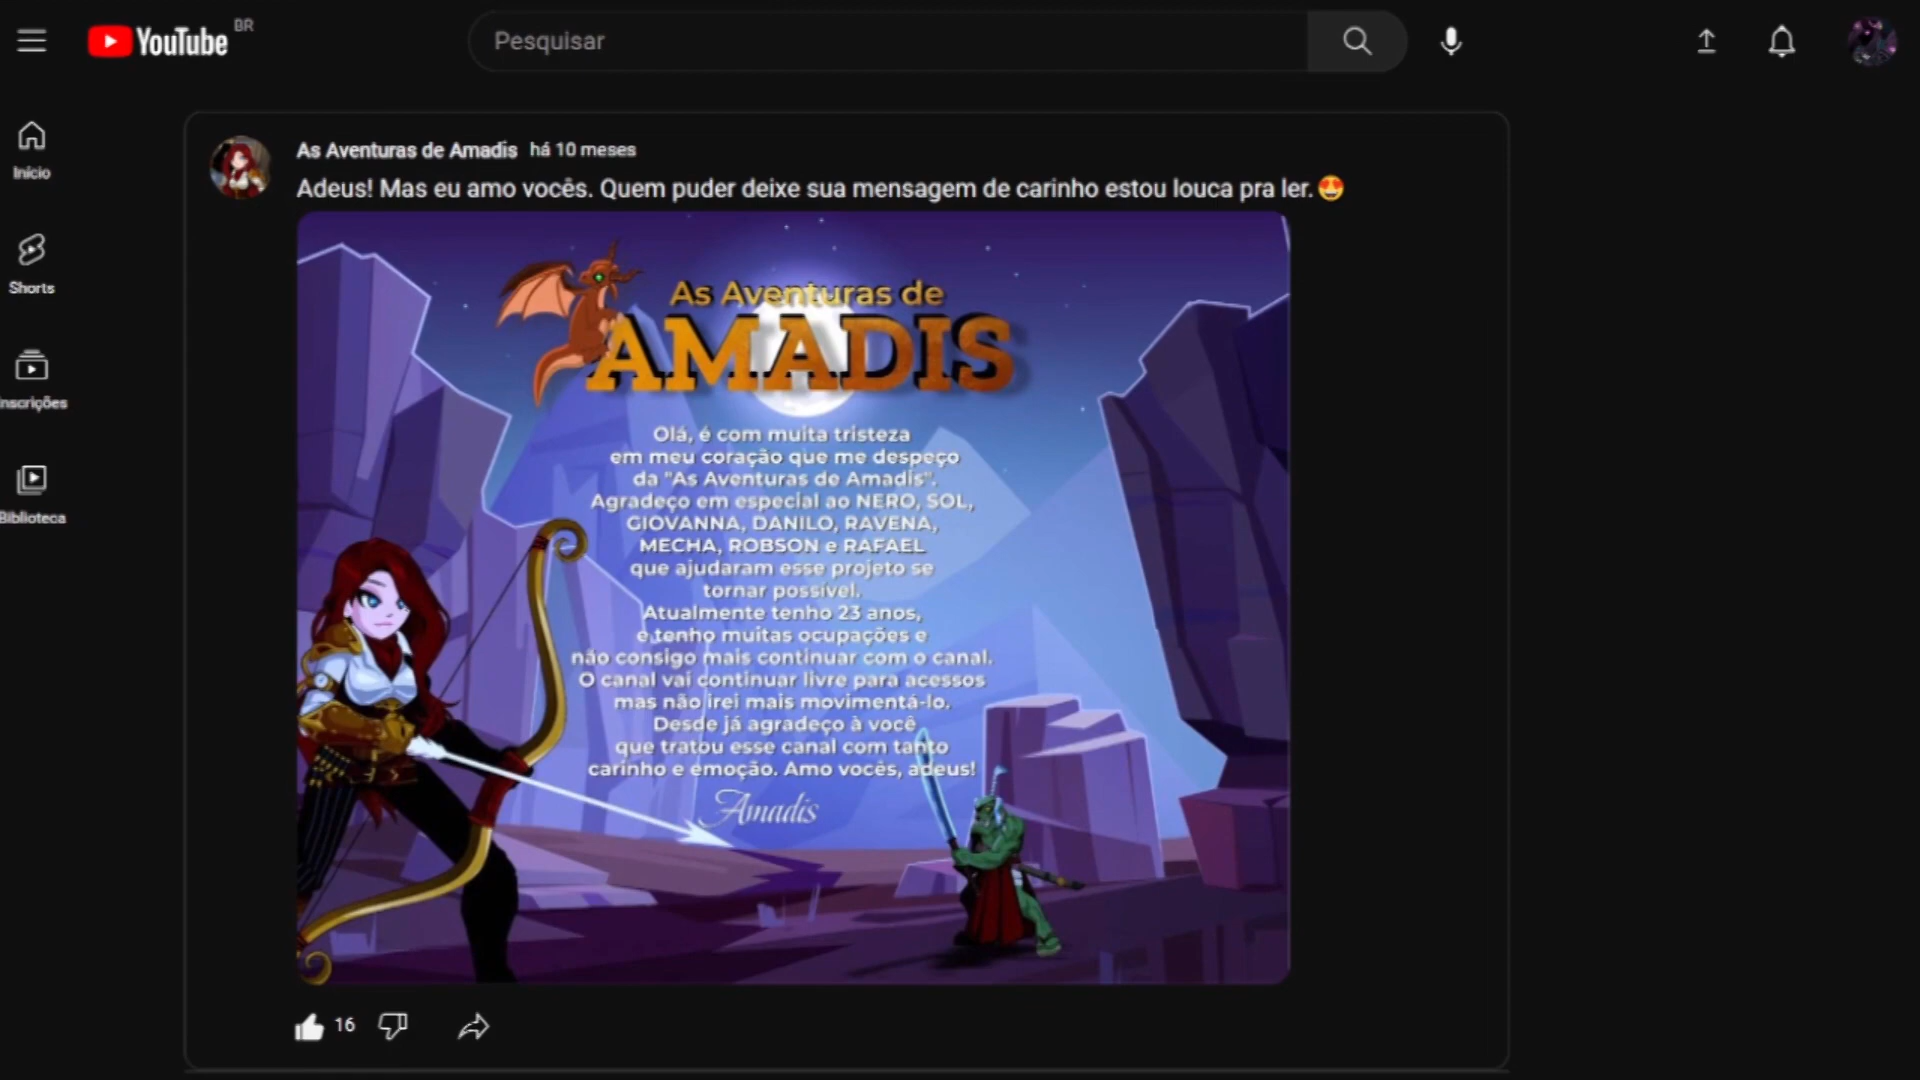 YouTube BR
Pesquisar
Início
Shorts
Inscrições
Biblioteca
As Aventuras de Amadis há 10 meses
Adeus! Mas eu amo vocês. Quem puder deixe sua mensagem de carinho estou louca pra ler.😍
As Aventuras de
AMADIS
Olá, é com muita tristeza
em meu coração que me despeço
da "As Aventuras de Amadis".
Agradeço em especial ao NERO, SOL,
GIOVANNA, DANILO, RAVENA,
MECHA, ROBSON e RAFAEL
que ajudaram esse projeto se
tornar possível.
Atualmente tenho 23 anos,
e tenho muitas ocupações e
não consigo mais continuar com o canal.
O canal vai continuar livre para acessos
mas não irei mais movimentá-lo.
Desde já agradeço à você
que tratou esse canal com tanto
carinho e emoção. Amo vocês, adeus!
Amadis
16